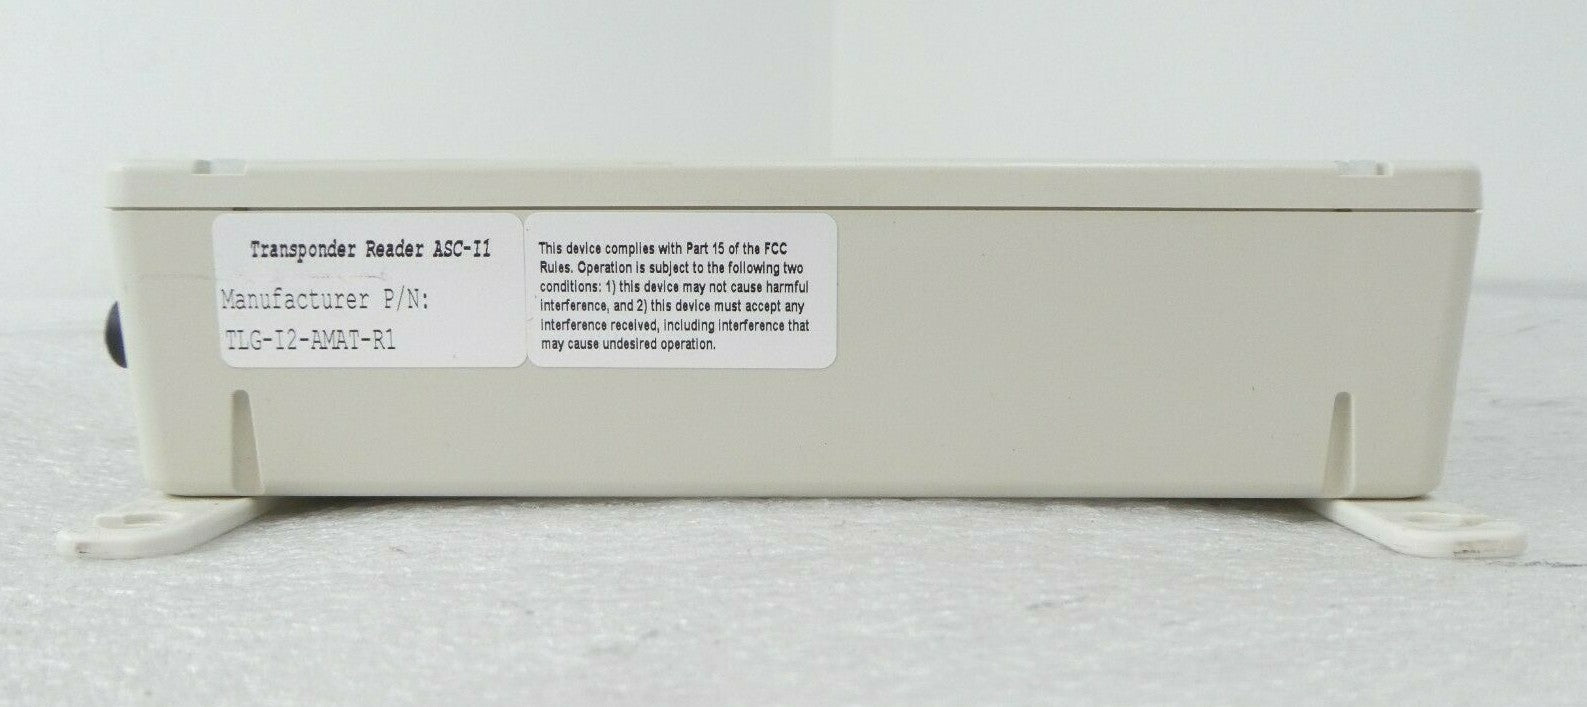 Transponder Reader ASC-I1
Manufacturer P/N:
TLG-I2-AMAT-R1
This device complies with Part 15 of the FCC
Rules. Operation is subject to the following two
conditions: 1) this device may not cause harmful
interference, and 2) this device must accept any
interference received, including interference that
may cause undesired operation.